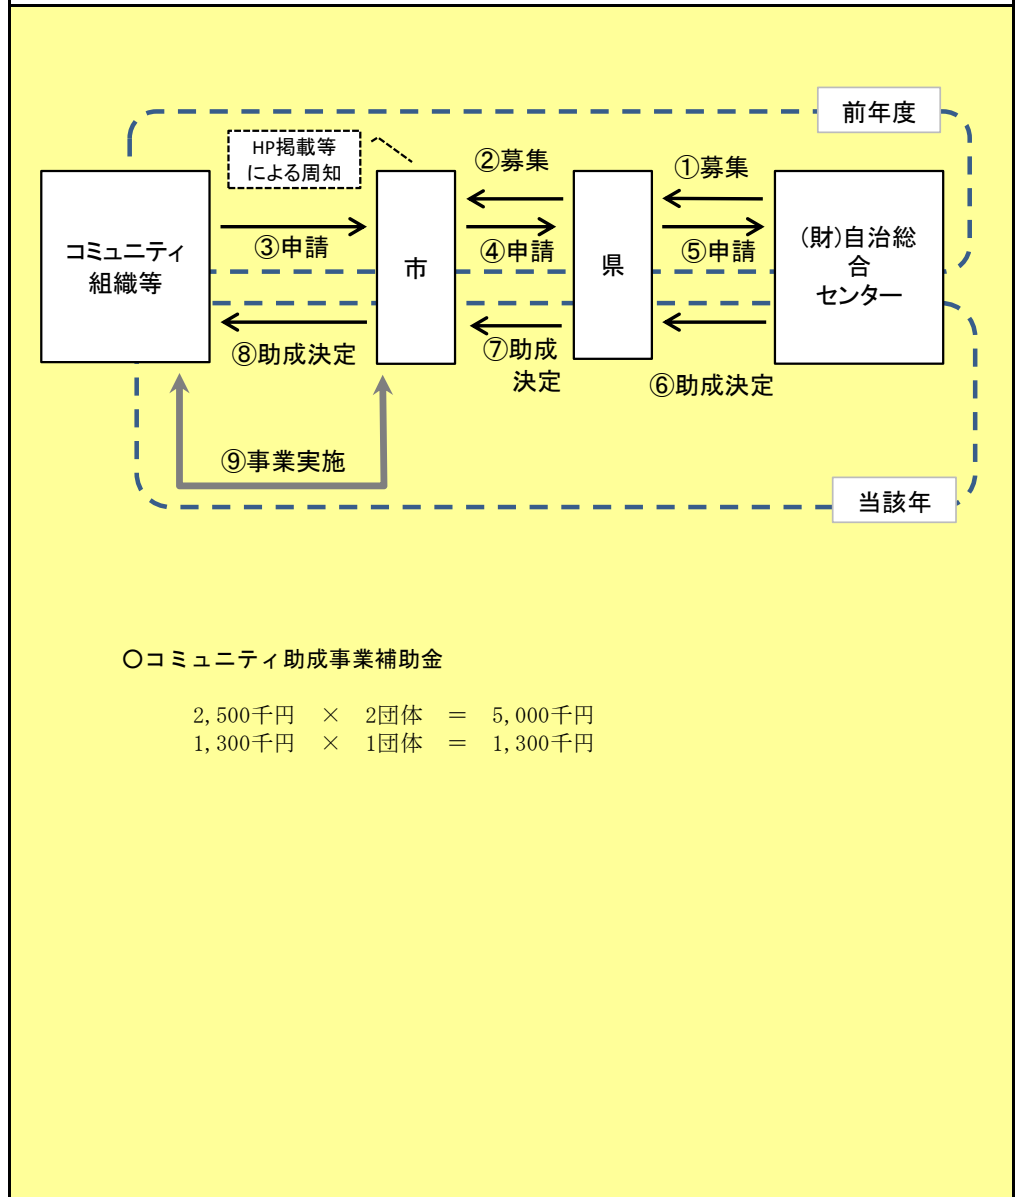 前年度
HP掲載等
による周知
②募集
①募集
③申請
④申請
⑤申請
コミュニティ
組織等
市
県
(財)自治総
合
センター
⑧助成決定
⑦助成
決定
⑥助成決定
⑨事業実施
当該年
〇コミュニティ助成事業補助金
2,500千円　×　2団体　＝　5,000千円
1,300千円　×　1団体　＝　1,300千円